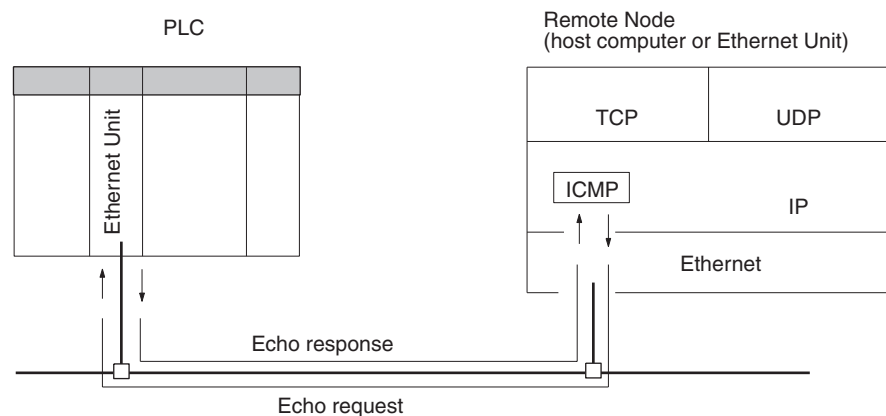 PLC
Remote Node
(host computer or Ethernet Unit)
TCP
UDP
Ethernet Unit
ICMP
IP
Ethernet
Echo response
Echo request